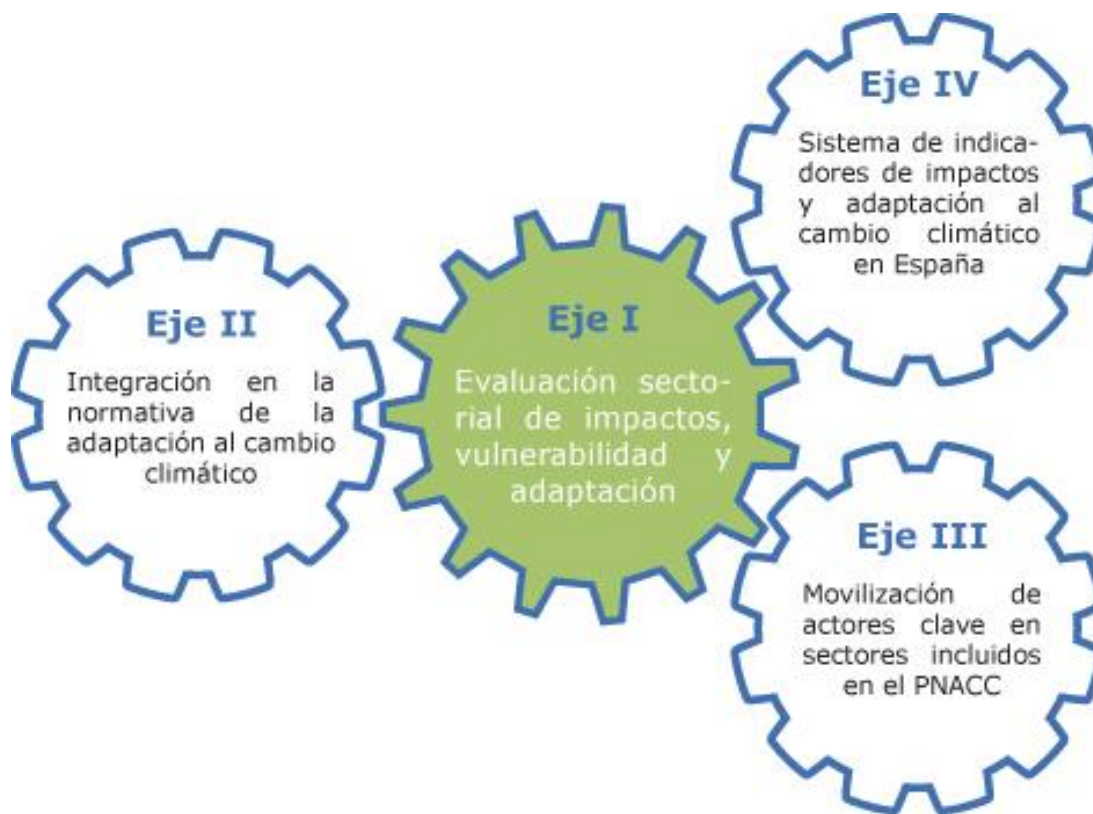 Eje IV
Sistema de indica-
dores de impactos
y adaptación al
cambio climático
en España
Eje II
Integración en la
normativa de la
adaptación al cambio
climático
Eje I
Evaluación secto-
rial de impactos,
vulnerabilidad y
adaptación
Eje III
Movilización de
actores clave en
sectores incluidos
en el PNACC